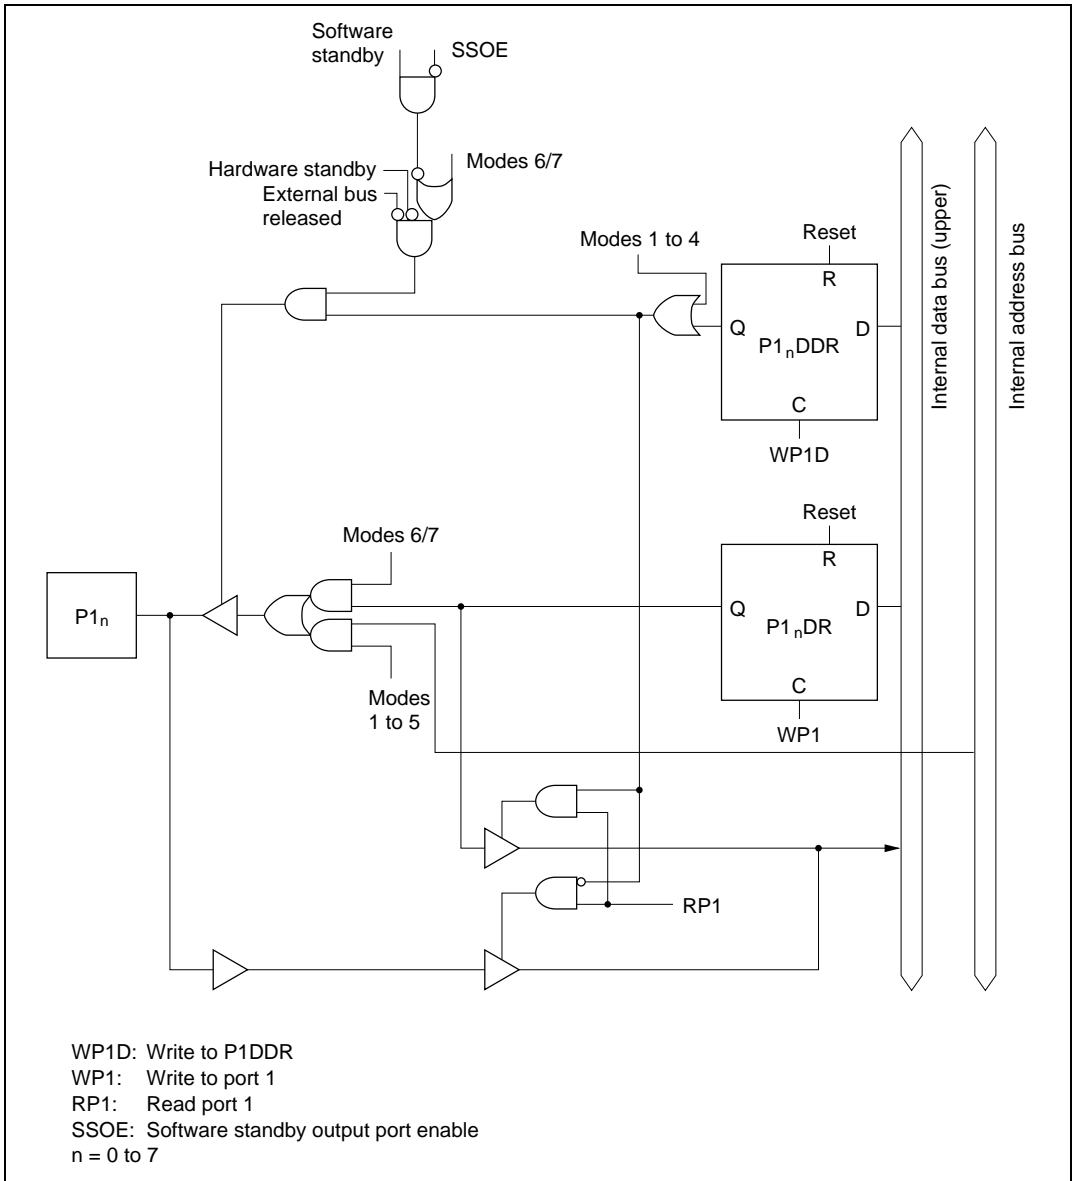 Software
standby
SSOE
Modes 6/7
Hardware standby
External bus
released
Modes 1 to 4
Reset
R
Q
D
P1nDDR
C
WP1D
Internal data bus (upper)
Internal address bus
Modes 6/7
Reset
R
P1n
Q
D
P1nDR
C
Modes
1 to 5
WP1
RP1
WP1D: Write to P1DDR
WP1: Write to port 1
RP1: Read port 1
SSOE: Software standby output port enable
n = 0 to 7